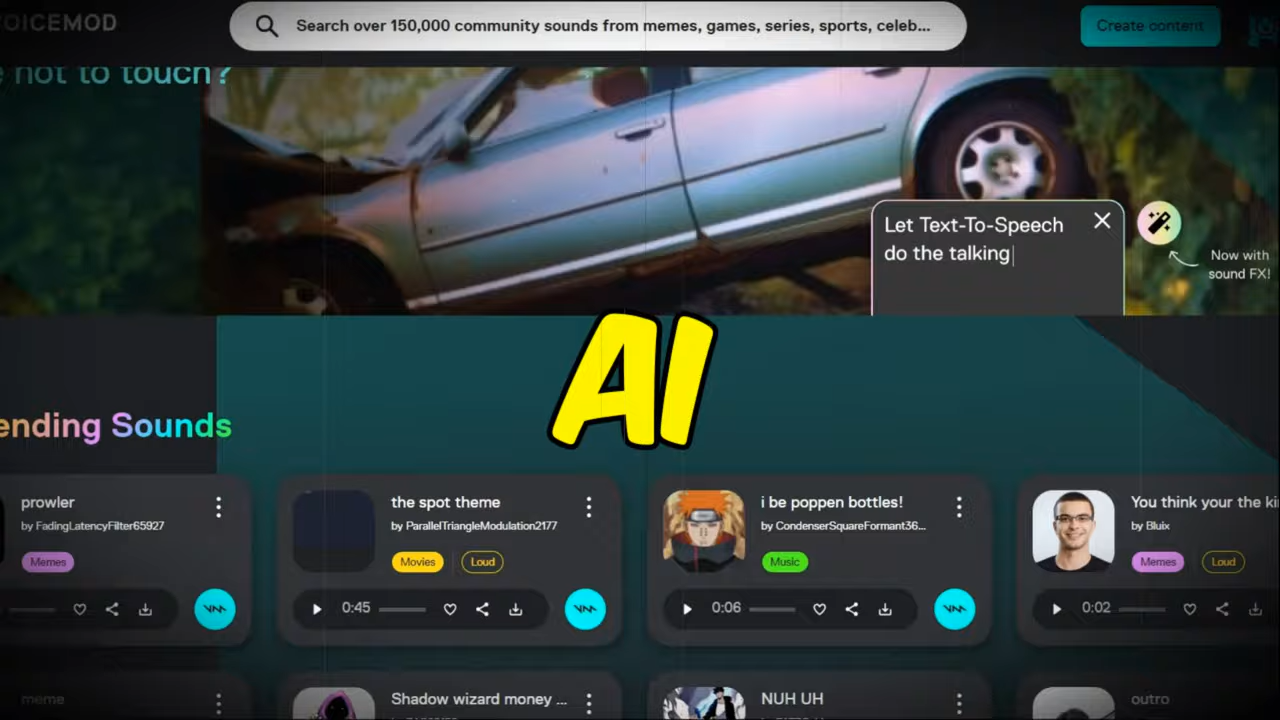 OICEMOD
Search over 150,000 community sounds from memes, games, series, sports, celeb...
Create content
e not to touch?
Let Text-To-Speech
do the talking
Now with
sound FX!
AI
ending Sounds
prowler
by FadingLatencyFilter65927
Memes
the spot theme
by ParallelTriangleModulation2177
Movies
Loud
i be poppen bottles!
by CondenserSquareFormant36...
Music
You think your the ki
by Bluix
Memes
Loud
0:45
0:06
0:02
meme
Shadow wizard money ...
NUH UH
outro